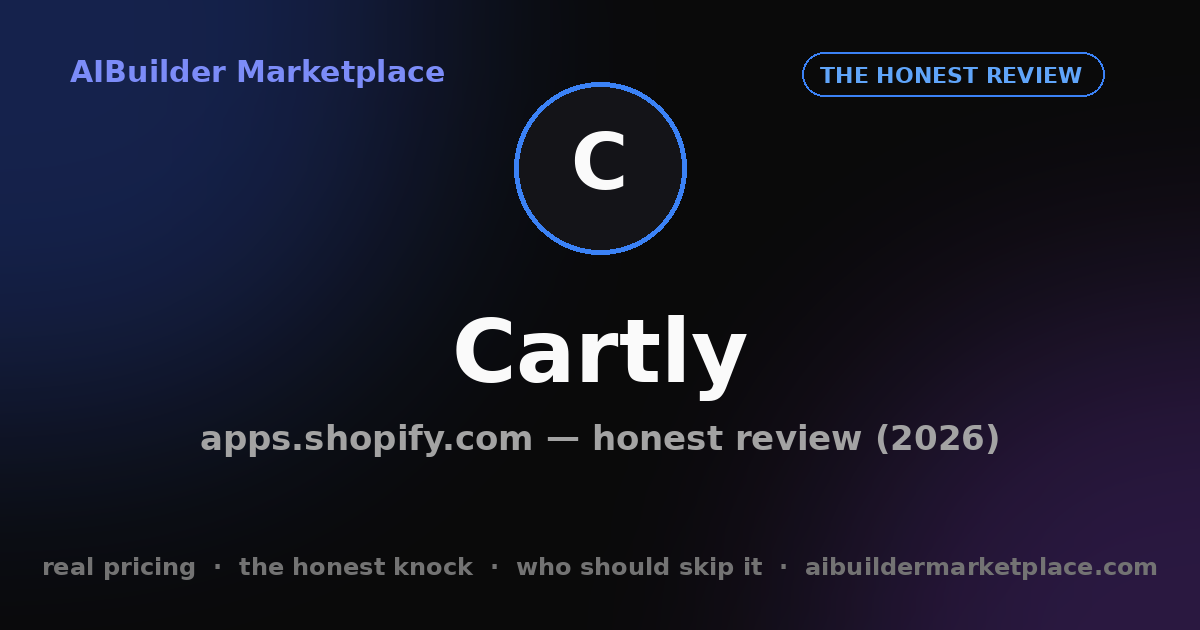 AIBuilder Marketplace
THE HONEST REVIEW
C
Cartly
apps.shopify.com — honest review (2026)
real pricing · the honest knock · who should skip it · aibuildermarketplace.com